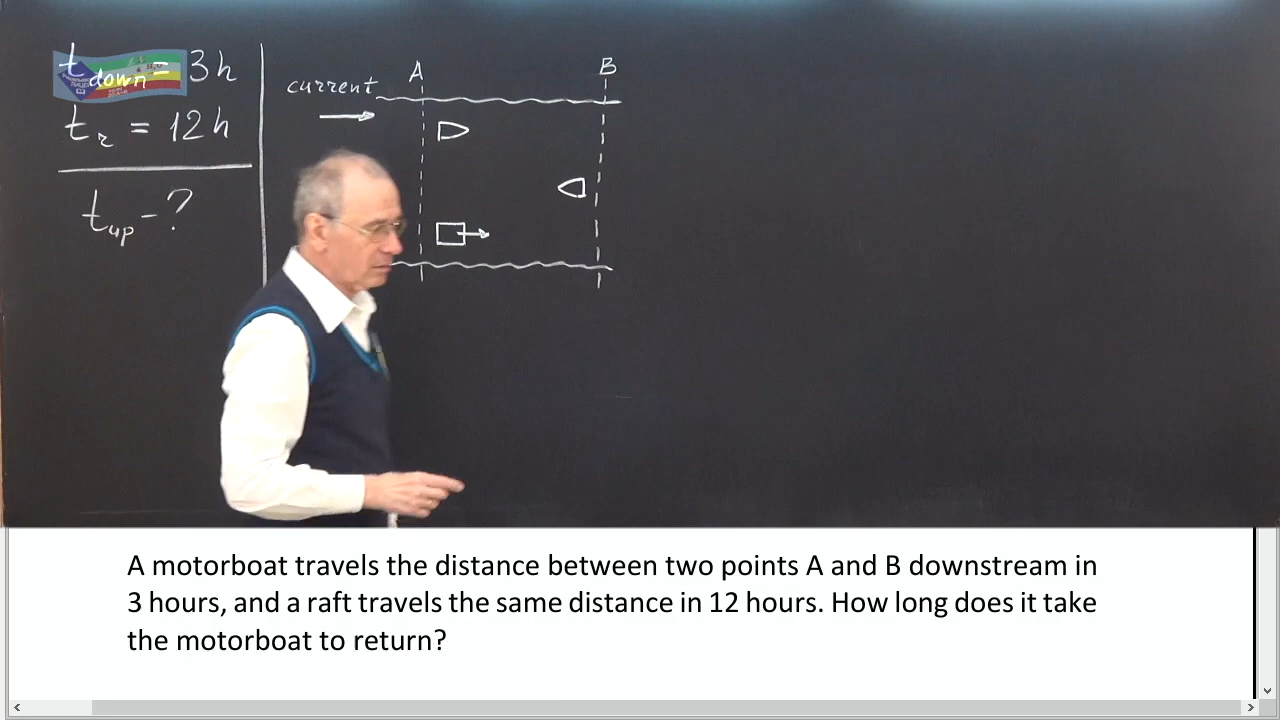 t down = 3h
t r = 12h
t up - ?
current
A
B
A motorboat travels the distance between two points A and B downstream in
3 hours, and a raft travels the same distance in 12 hours. How long does it take
the motorboat to return?